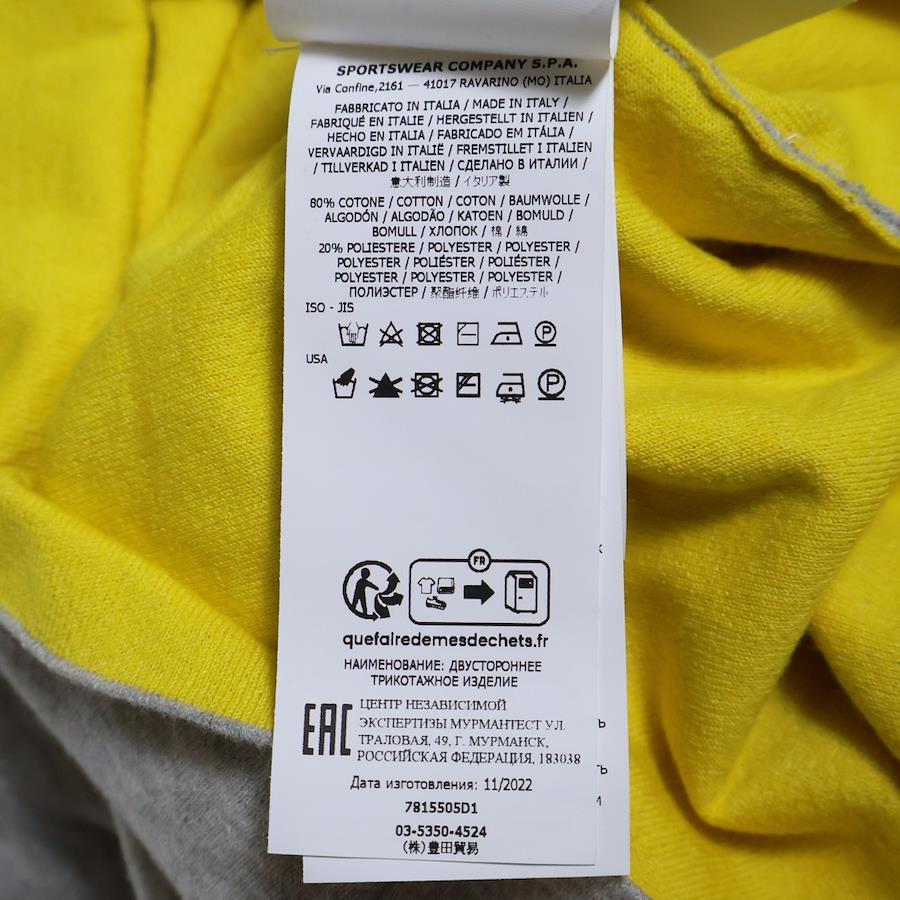 SPORTSWEAR COMPANY S.P.A.
Via Confine,2161 — 41017 RAVARINO (MO) ITALIA
FABBRICATO IN ITALIA / MADE IN ITALY /
FABRIQUÉ EN ITALIE / HERGESTELLT IN ITALIEN /
HECHO EN ITALIA / FABRICADO EM ITÁLIA /
VERVAARDIGD IN ITALIË / FREMSTILLET I ITALIEN
/ TILLVERKAD I ITALIEN / СДЕЛАНО В ИТАЛИИ /
意大利制造 / イタリア製
80% COTONE / COTTON / COTON / BAUMWOLLE /
ALGODÓN / ALGODÃO / KATOEN / BOMULD /
BOMULL / ХЛОПОК / 棉 / 綿
20% POLIESTERE / POLYESTER / POLYESTER /
POLYESTER / POLIÉSTER / POLIÉSTER /
POLYESTER / POLYESTER / POLYESTER /
ПОЛИЭСТЕР / 聚酯纤维 / ポリエステル
ISO - JIS
P
USA
P
FR
quefairedemesdechets.fr
НАИМЕНОВАНИЕ: ДВУСТОРОННЕЕ
ТРИКОТАЖНОЕ ИЗДЕЛИЕ
EAC
ЦЕНТР НЕЗАВИСИМОЙ
ЭКСПЕРТИЗЫ МУРМАНТЕСТ УЛ.
ТРАЛОВАЯ, 49, Г. МУРМАНСК,
РОССИЙСКАЯ ФЕДЕРАЦИЯ, 183038
Дата изготовления: 11/2022
7815505D1
03-5350-4524
(株)豊田貿易